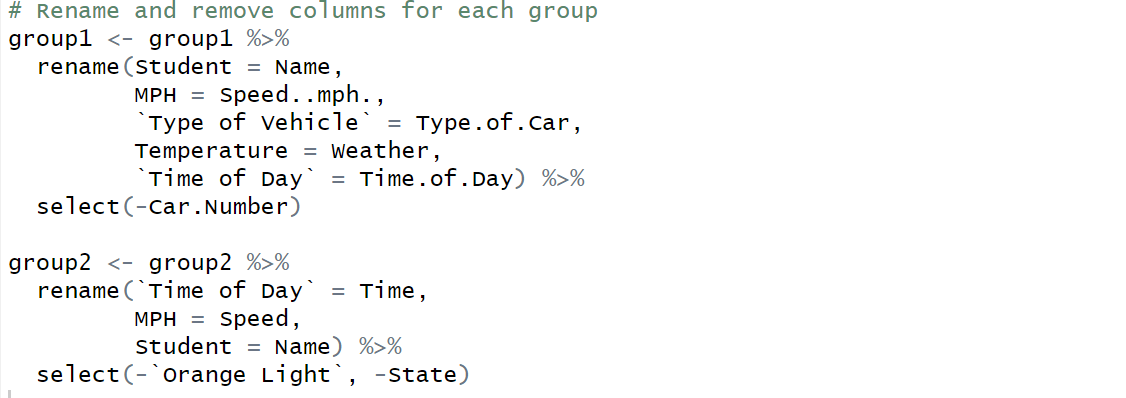 # Rename and remove columns for each group
group1 <- group1 %>%
  rename(Student = Name,
         MPH = Speed..mph.,
         `Type of Vehicle` = Type.of.Car,
         Temperature = Weather,
         `Time of Day` = Time.of.Day) %>%
  select(-Car.Number)

group2 <- group2 %>%
  rename(`Time of Day` = Time,
         MPH = Speed,
         Student = Name) %>%
  select(-`Orange Light`, -State)